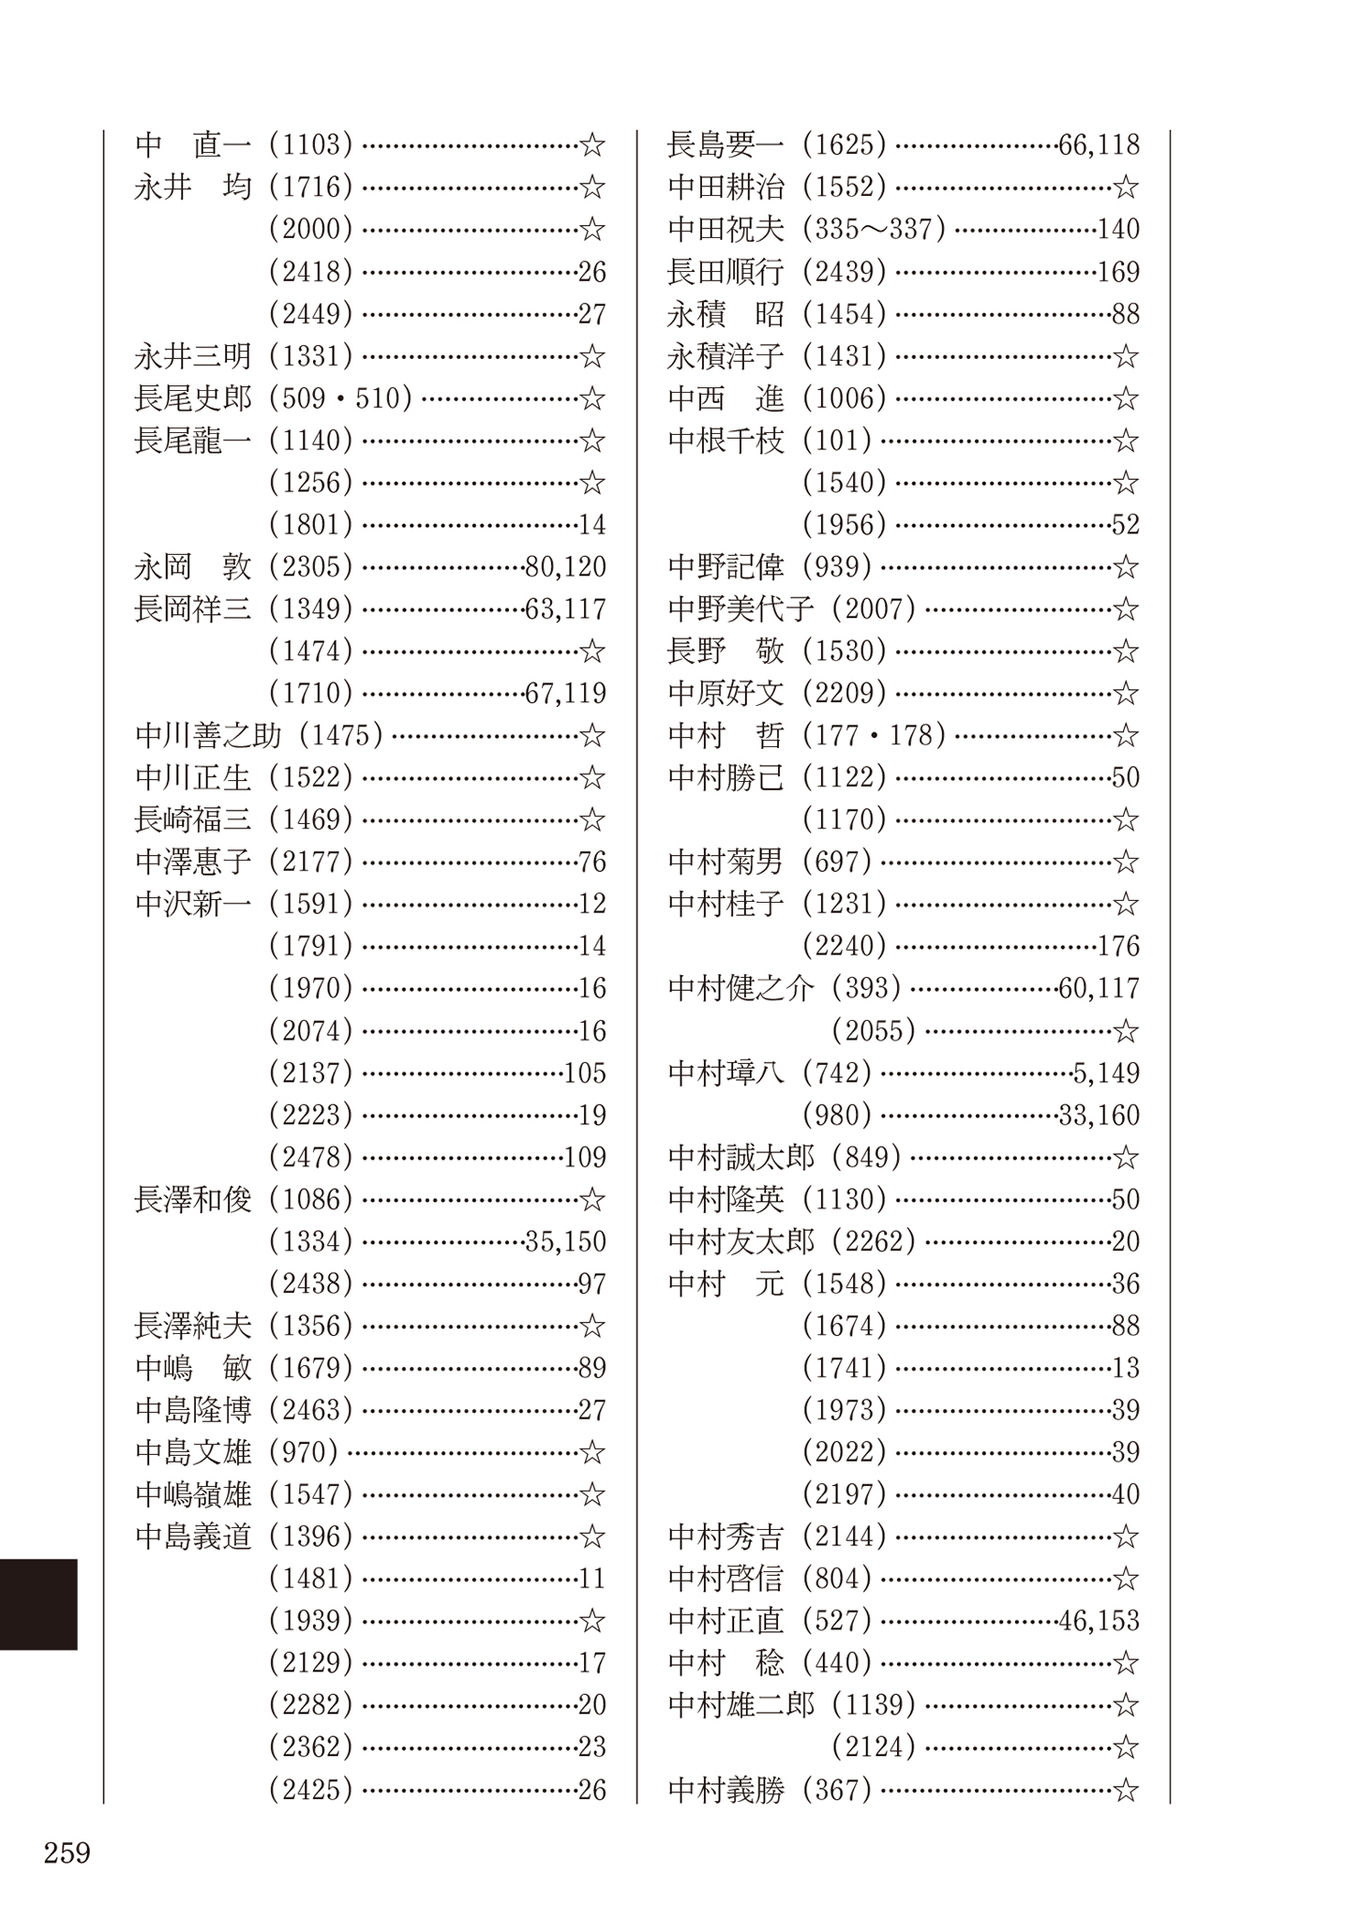 中　直一（1103）…………………………☆
永井　均（1716）…………………………☆
（2000）…………………………☆
（2418）…………………………26
（2449）…………………………27
永井三明（1331）…………………………☆
長尾史郎（509・510）…………………☆
長尾龍一（1140）…………………………☆
（1256）…………………………☆
（1801）…………………………14
永岡　敦（2305）…………………80,120
長岡祥三（1349）…………………63,117
（1474）…………………………☆
（1710）…………………67,119
中川善之助（1475）……………………☆
中川正生（1522）…………………………☆
長崎福三（1469）…………………………☆
中澤惠子（2177）…………………………76
中沢新一（1591）…………………………12
（1791）…………………………14
（1970）…………………………16
（2074）…………………………16
（2137）………………………105
（2223）…………………………19
（2478）………………………109
長澤和俊（1086）…………………………☆
（1334）…………………35,150
（2438）…………………………97
長澤純夫（1356）…………………………☆
中嶋　敏（1679）…………………………89
中島隆博（2463）…………………………27
中島文雄（970）…………………………☆
中嶋嶺雄（1547）…………………………☆
中島義道（1396）…………………………☆
（1481）…………………………11
（1939）…………………………☆
（2129）…………………………17
（2282）…………………………20
（2362）…………………………23
（2425）…………………………26
長島要一（1625）…………………66,118
中田耕治（1552）…………………………☆
中田祝夫（335～337）………………140
長田順行（2439）………………………169
永積　昭（1454）…………………………88
永積洋子（1431）…………………………☆
中西　進（1006）…………………………☆
中根千枝（101）…………………………☆
（1540）…………………………☆
（1956）…………………………52
中野記偉（939）…………………………☆
中野美代子（2007）……………………☆
長野　敬（1530）…………………………☆
中原好文（2209）…………………………☆
中村　哲（177・178）…………………☆
中村勝己（1122）…………………………50
（1170）…………………………☆
中村菊男（697）…………………………☆
中村桂子（1231）…………………………☆
（2240）………………………176
中村健之介（393）………………60,117
（2055）……………………☆
中村璋八（742）……………………5,149
（980）…………………33,160
中村誠太郎（849）………………………☆
中村隆英（1130）…………………………50
中村友太郎（2262）……………………20
中村　元（1548）…………………………36
（1674）…………………………88
（1741）…………………………13
（1973）…………………………39
（2022）…………………………39
（2197）…………………………40
中村秀吉（2144）…………………………☆
中村啓信（804）…………………………☆
中村正直（527）…………………46,153
中村　稔（440）…………………………☆
中村雄二郎（1139）……………………☆
（2124）……………………☆
中村義勝（367）…………………………☆
259